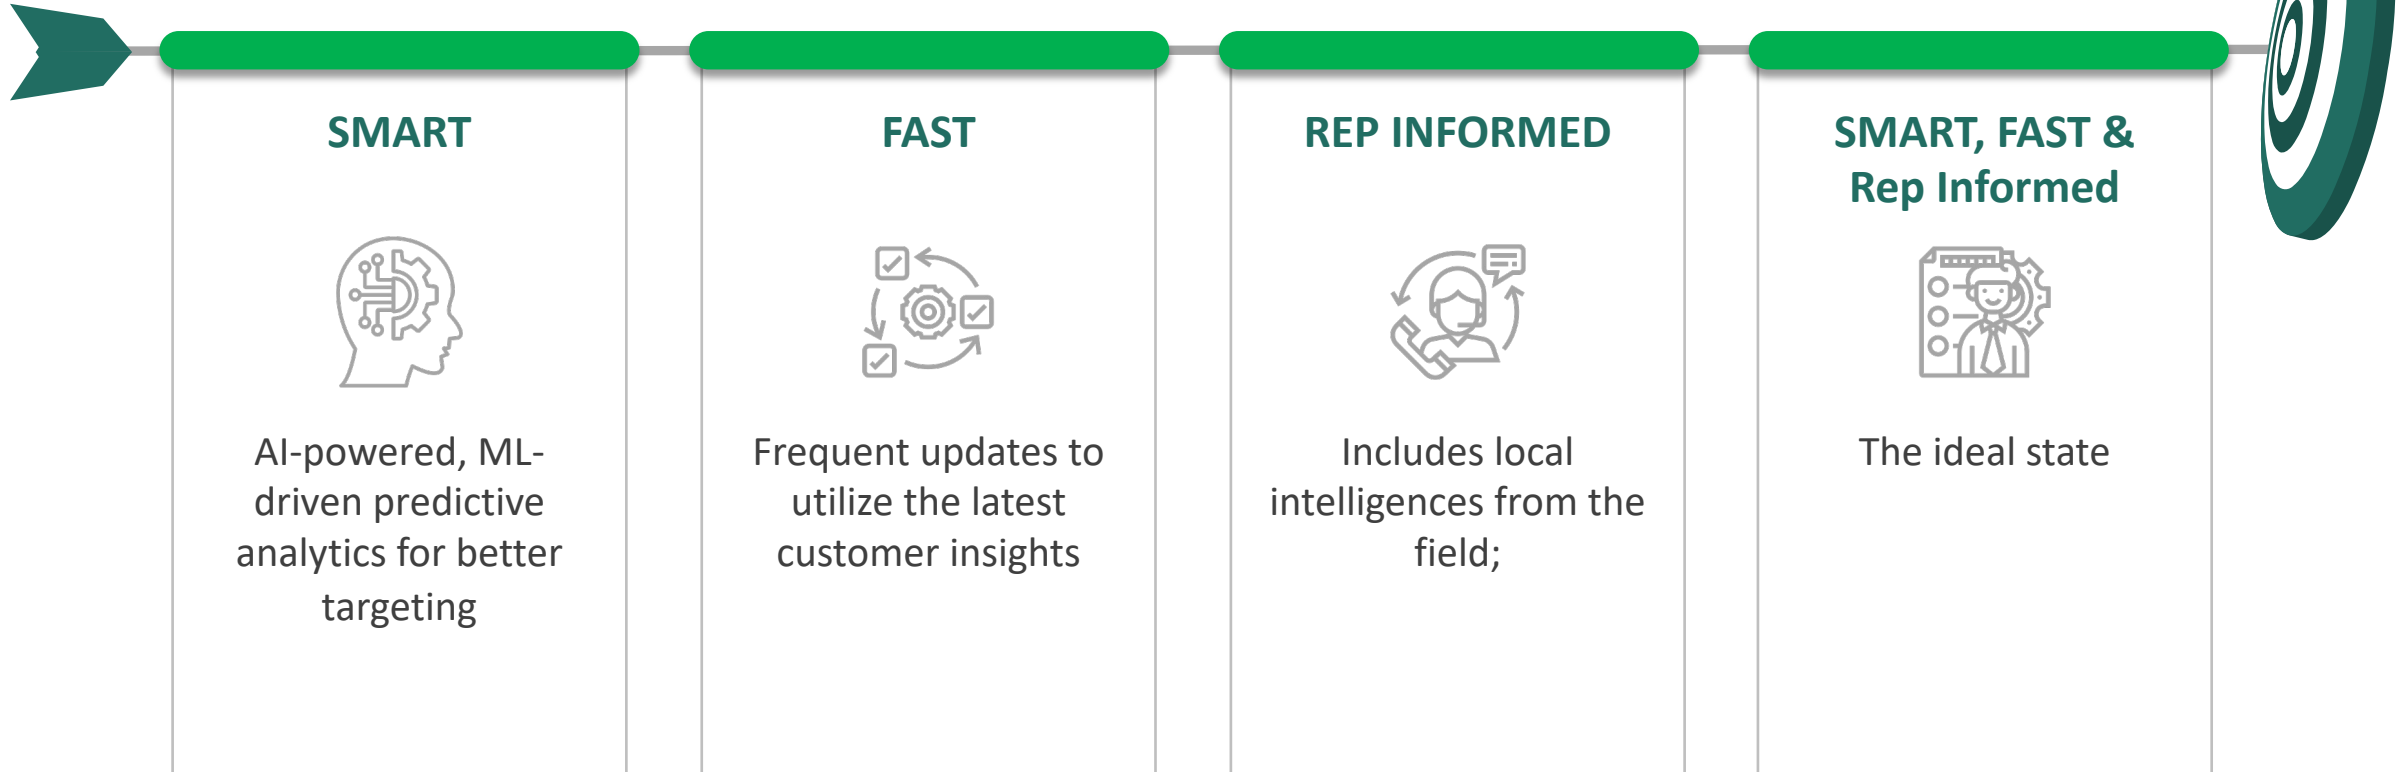 SMART
AI-powered, ML-
driven predictive
analytics for better
targeting
FAST
Frequent updates to
utilize the latest
customer insights
REP INFORMED
Includes local
intelligences from the
field;
SMART, FAST &
Rep Informed
The ideal state